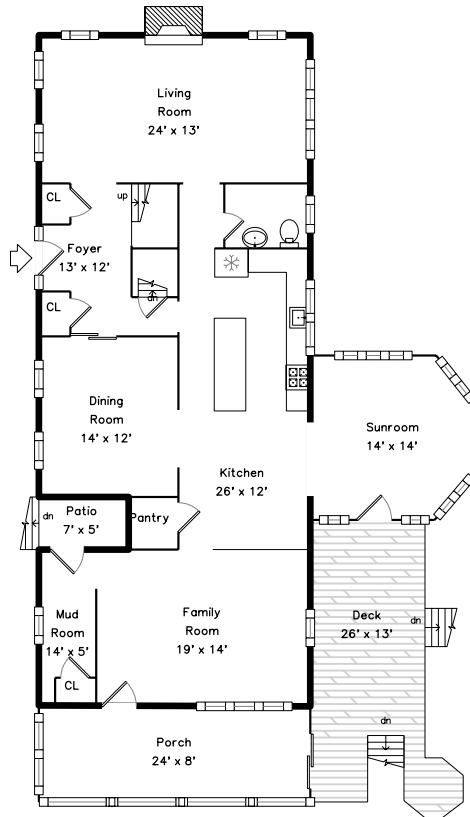 Living
Room
24' x 13'
CL
up
Foyer
13' x 12'
dn
CL
Dining
Room
14' x 12'
Sunroom
14' x 14'
Kitchen
26' x 12'
dn
Patio
7' x 5'
Pantry
Mud
Room
14' x 5'
CL
Family
Room
19' x 14'
Deck
26' x 13'
dn
dn
Porch
24' x 8'